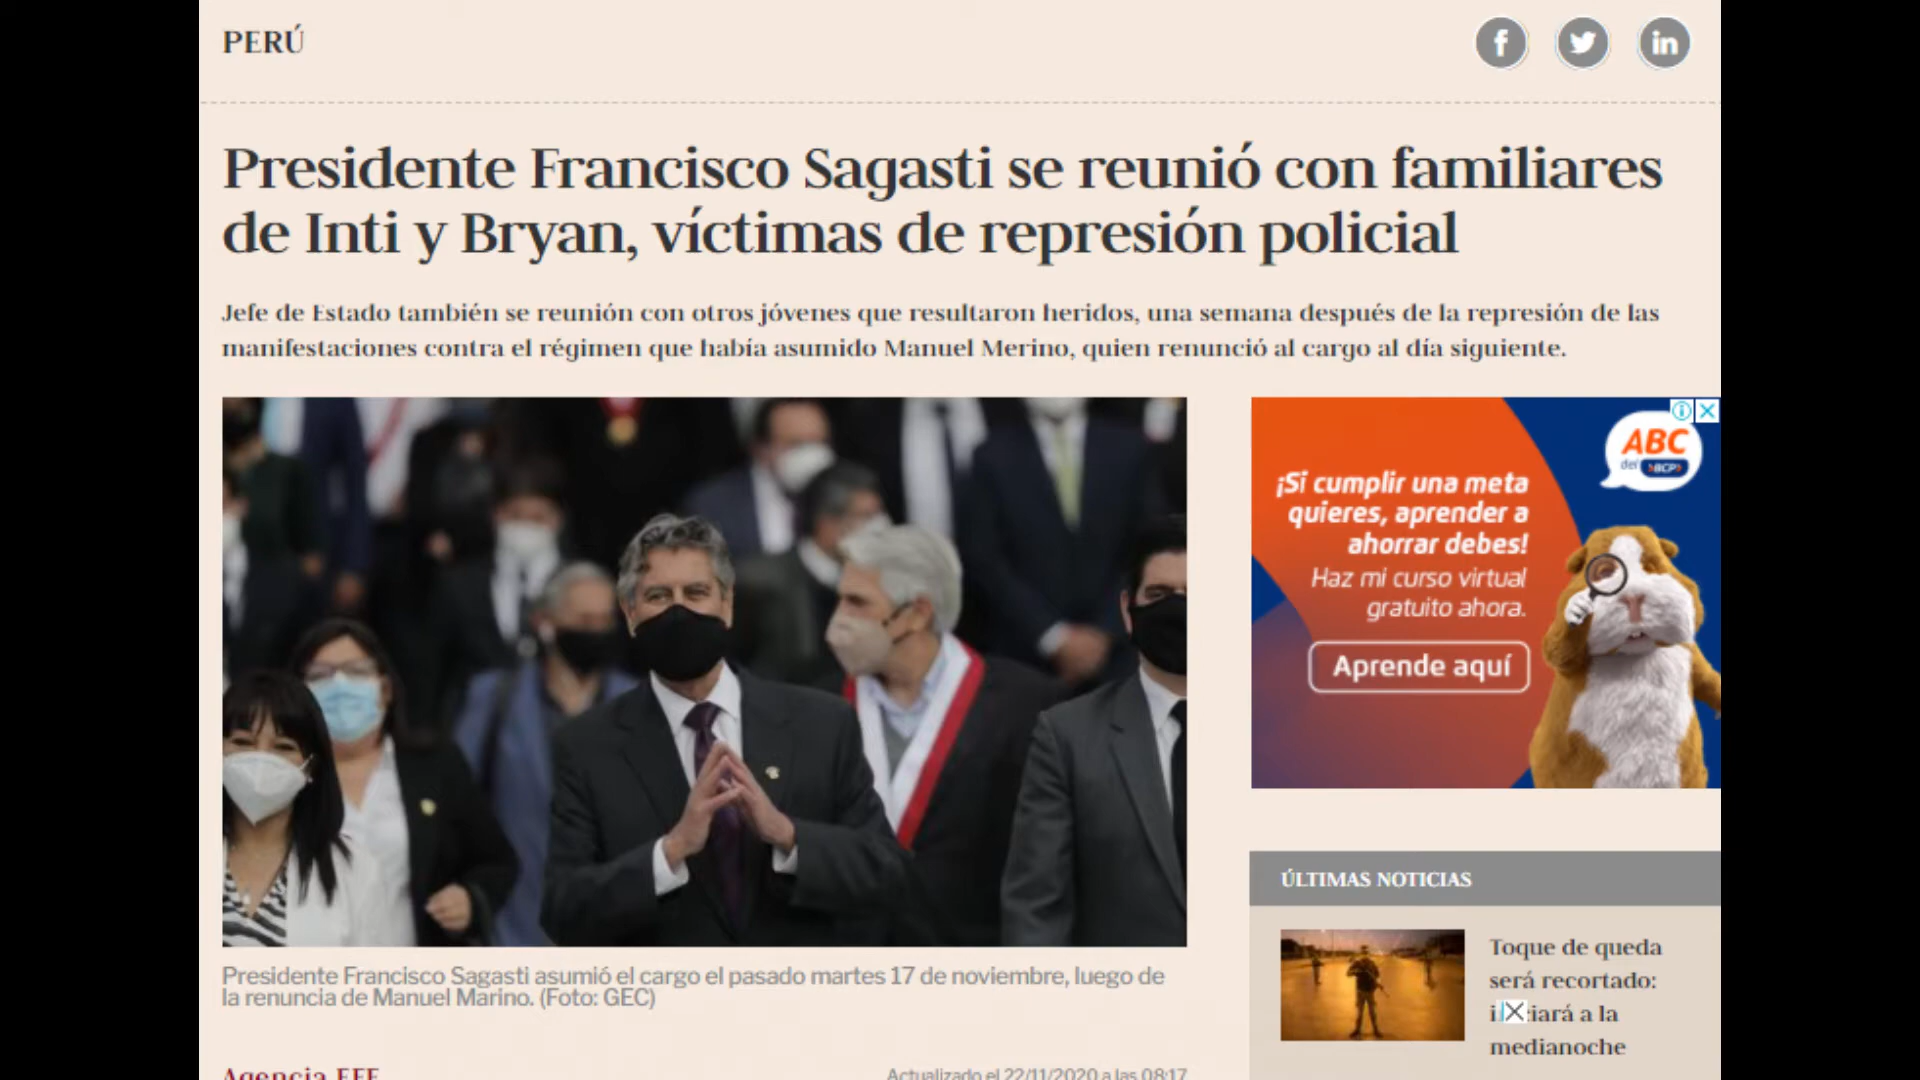 PERÚ
Presidente Francisco Sagasti se reunió con familiares
de Inti y Bryan, víctimas de represión policial
Jefe de Estado también se reunión con otros jóvenes que resultaron heridos, una semana después de la represión de las
manifestaciones contra el régimen que había asumido Manuel Merino, quien renunció al cargo al día siguiente.
ABC
del BCP
¡Si cumplir una meta
quieres, aprender a
ahorrar debes!
Haz mi curso virtual
gratuito ahora.
Aprende aquí
Presidente Francisco Sagasti asumió el cargo el pasado martes 17 de noviembre, luego de
la renuncia de Manuel Marino. (Foto: GEC)
Agencia EFE
Actualizado el 22/11/2020 a las 08:17
ÚLTIMAS NOTICIAS
Toque de queda
será recortado:
iniciará a la
medianoche